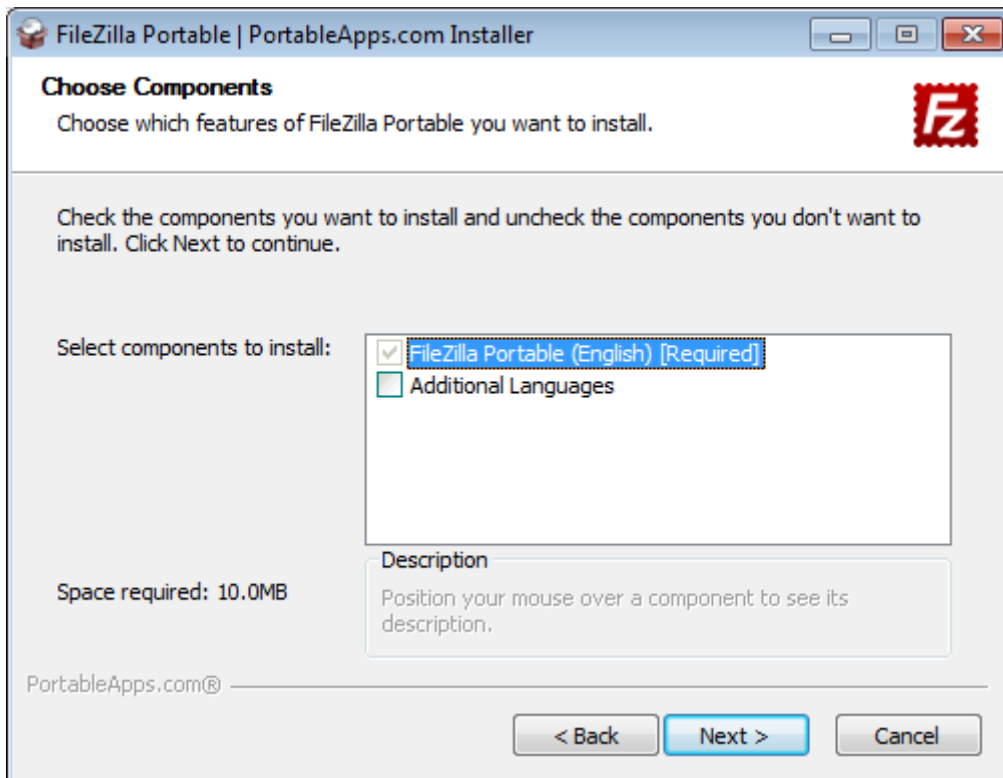 FileZilla Portable | PortableApps.com Installer
Choose Components
Choose which features of FileZilla Portable you want to install.
FZ
Check the components you want to install and uncheck the components you don't want to
install. Click Next to continue.
Select components to install:
FileZilla Portable (English) [Required]
Additional Languages
Space required: 10.0MB
Description
Position your mouse over a component to see its
description.
PortableApps.com®
< Back
Next >
Cancel